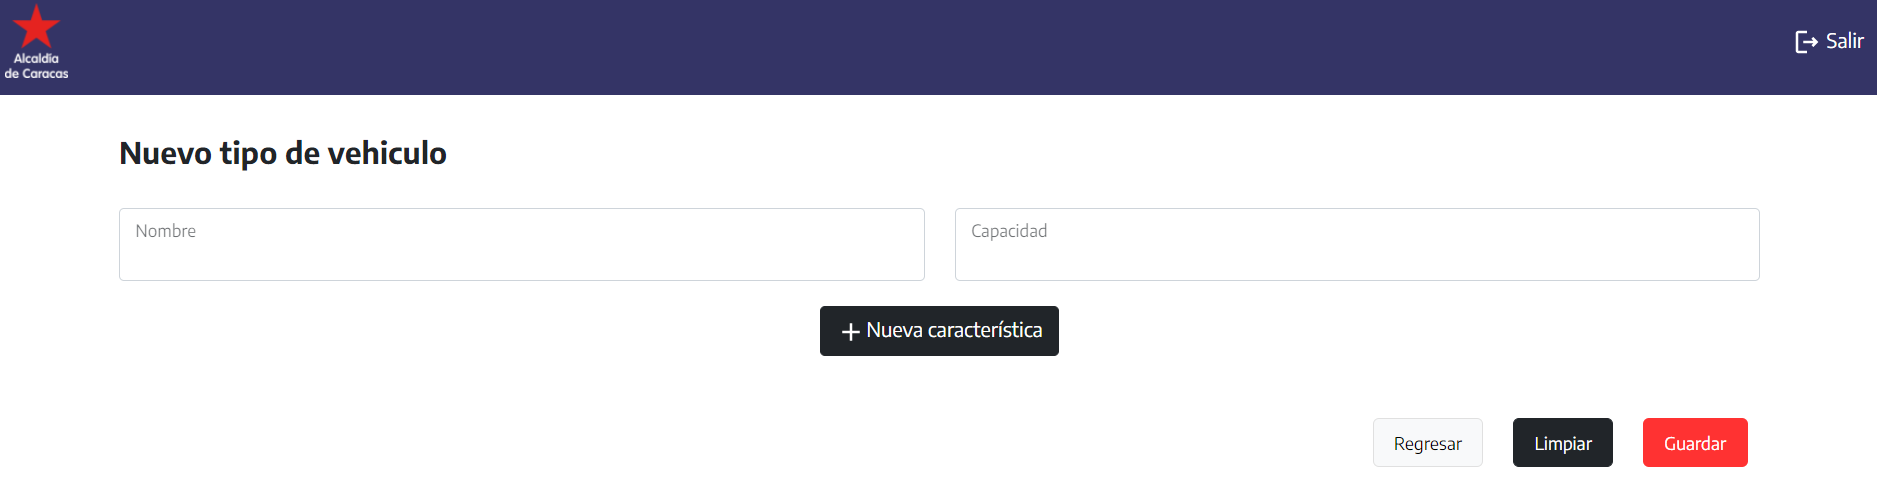 Alcaldía
de Caracas
Salir
Nuevo tipo de vehiculo
Nombre
Capacidad
Nueva característica
Regresar
Limpiar
Guardar